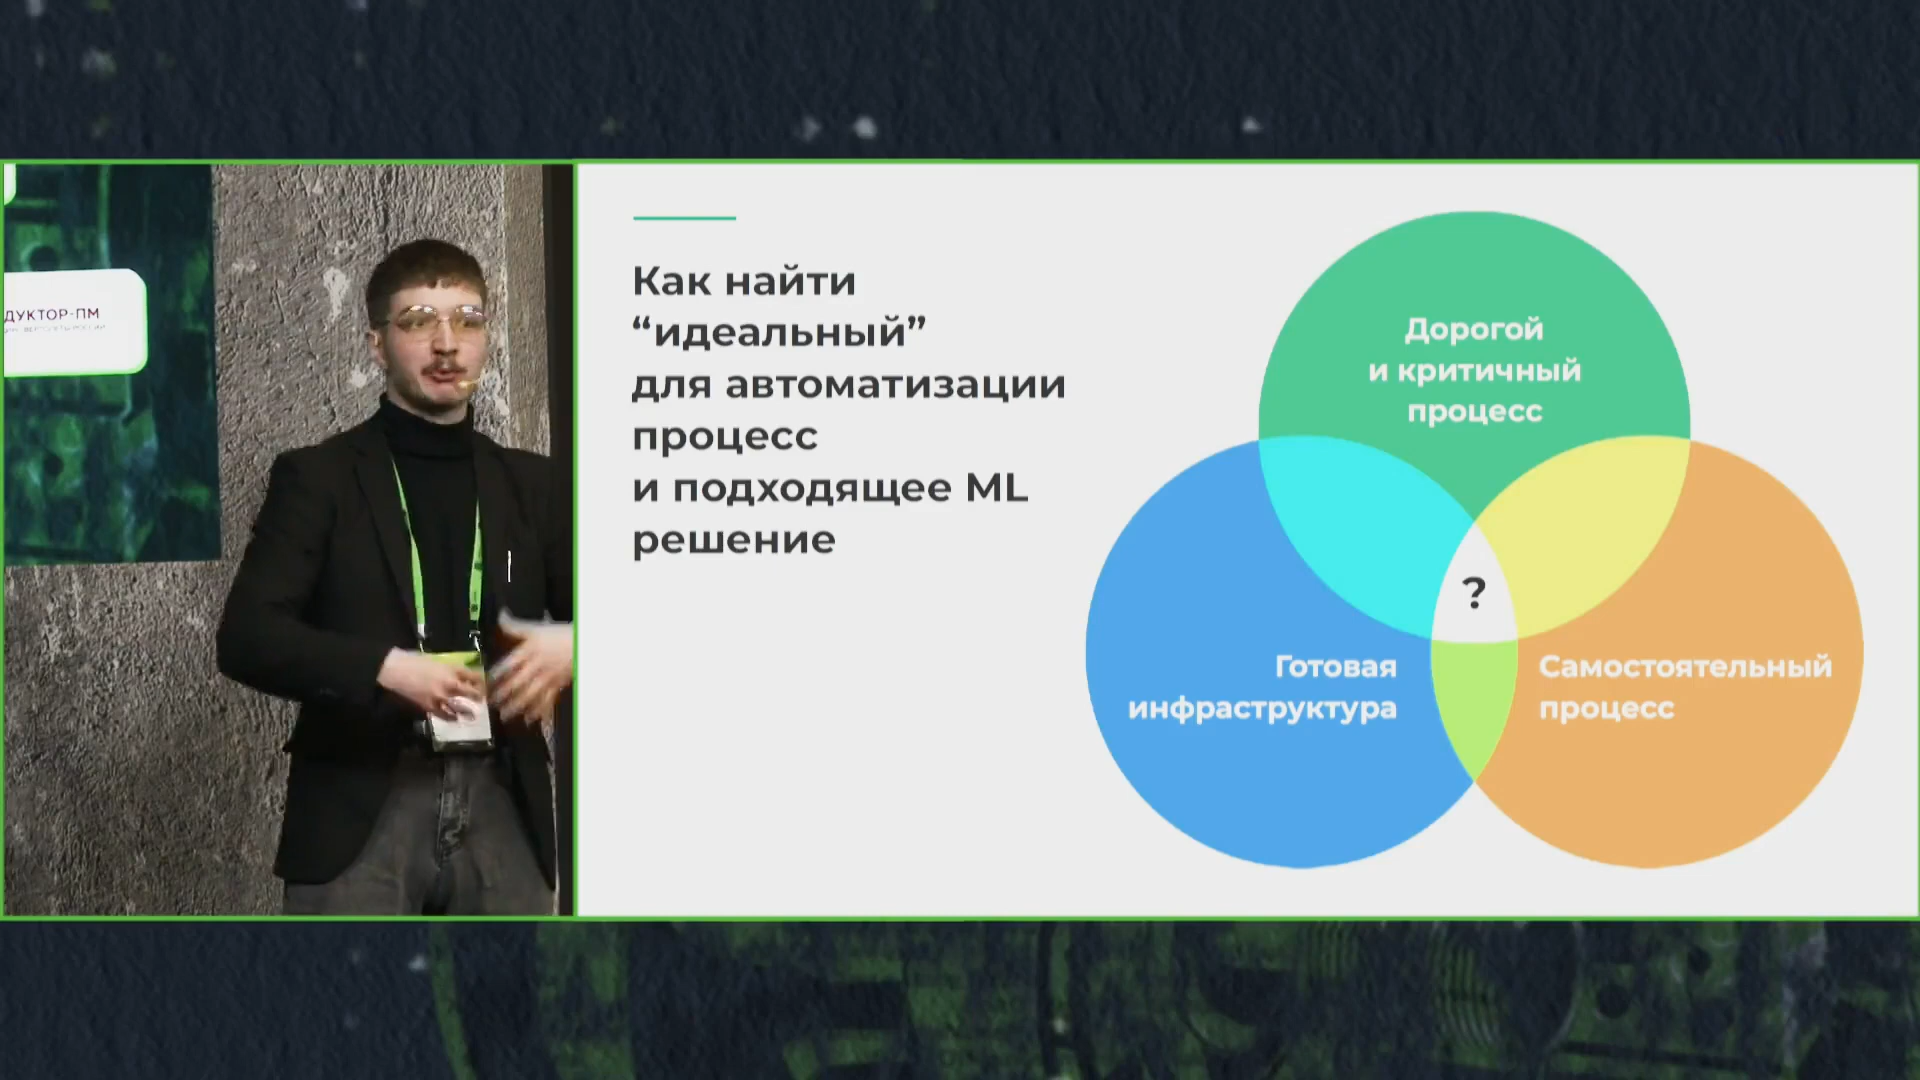 ДУКТОР-ПМ
Как найти
“идеальный”
для автоматизации
процесс
и подходящее ML
решение
Дорогой
и критичный
процесс
?
Готовая
инфраструктура
Самостоятельный
процесс